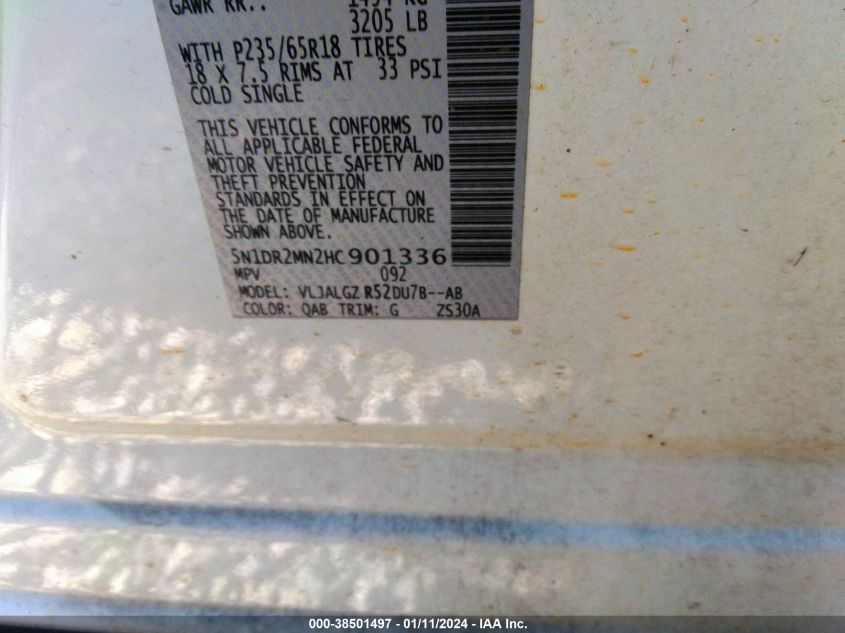 GAWR RR.: 1454 KG
3205 LB
WITH P235/65R18 TIRES
18 X 7.5 RIMS AT 33 PSI
COLD SINGLE
THIS VEHICLE CONFORMS TO
ALL APPLICABLE FEDERAL
MOTOR VEHICLE SAFETY AND
THEFT PREVENTION
STANDARDS IN EFFECT ON
THE DATE OF MANUFACTURE
SHOWN ABOVE.
5N1DR2MN2HC901336
MPV 092
MODEL: VLJALGZ R52DU7B--AB
COLOR: QAB TRIM: G ZS30A
000-38501497 - 01/11/2024 - IAA Inc.